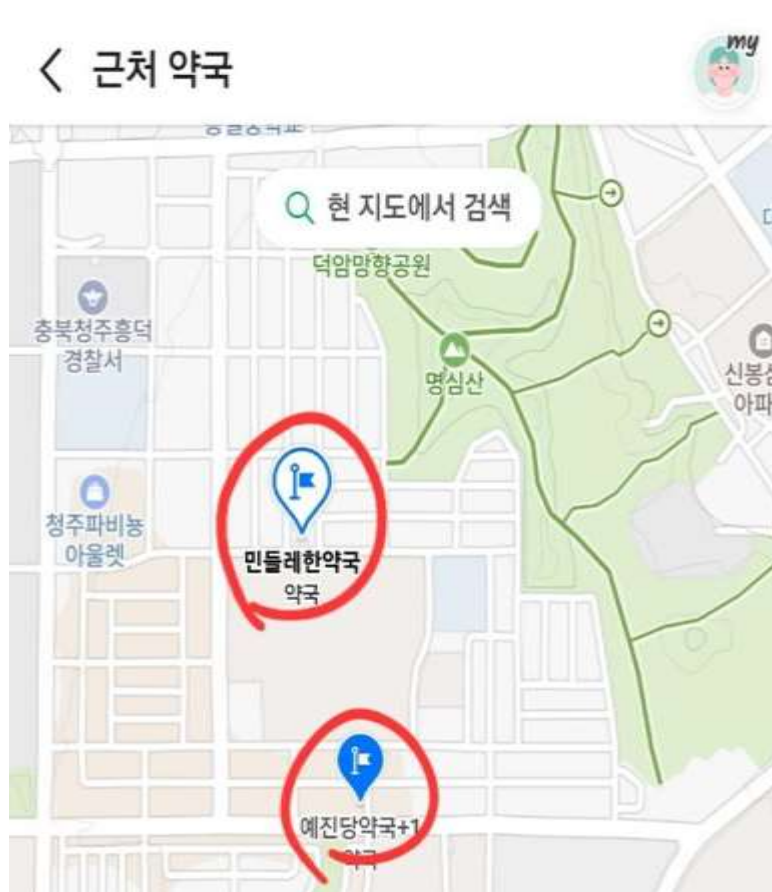 근처 약국
my
현 지도에서 검색
덕암망향공원
충북청주흥덕
경찰서
명심산
아파
청주파비뇽
아울렛
민들레한약국
약국
예진당약국+1
약국